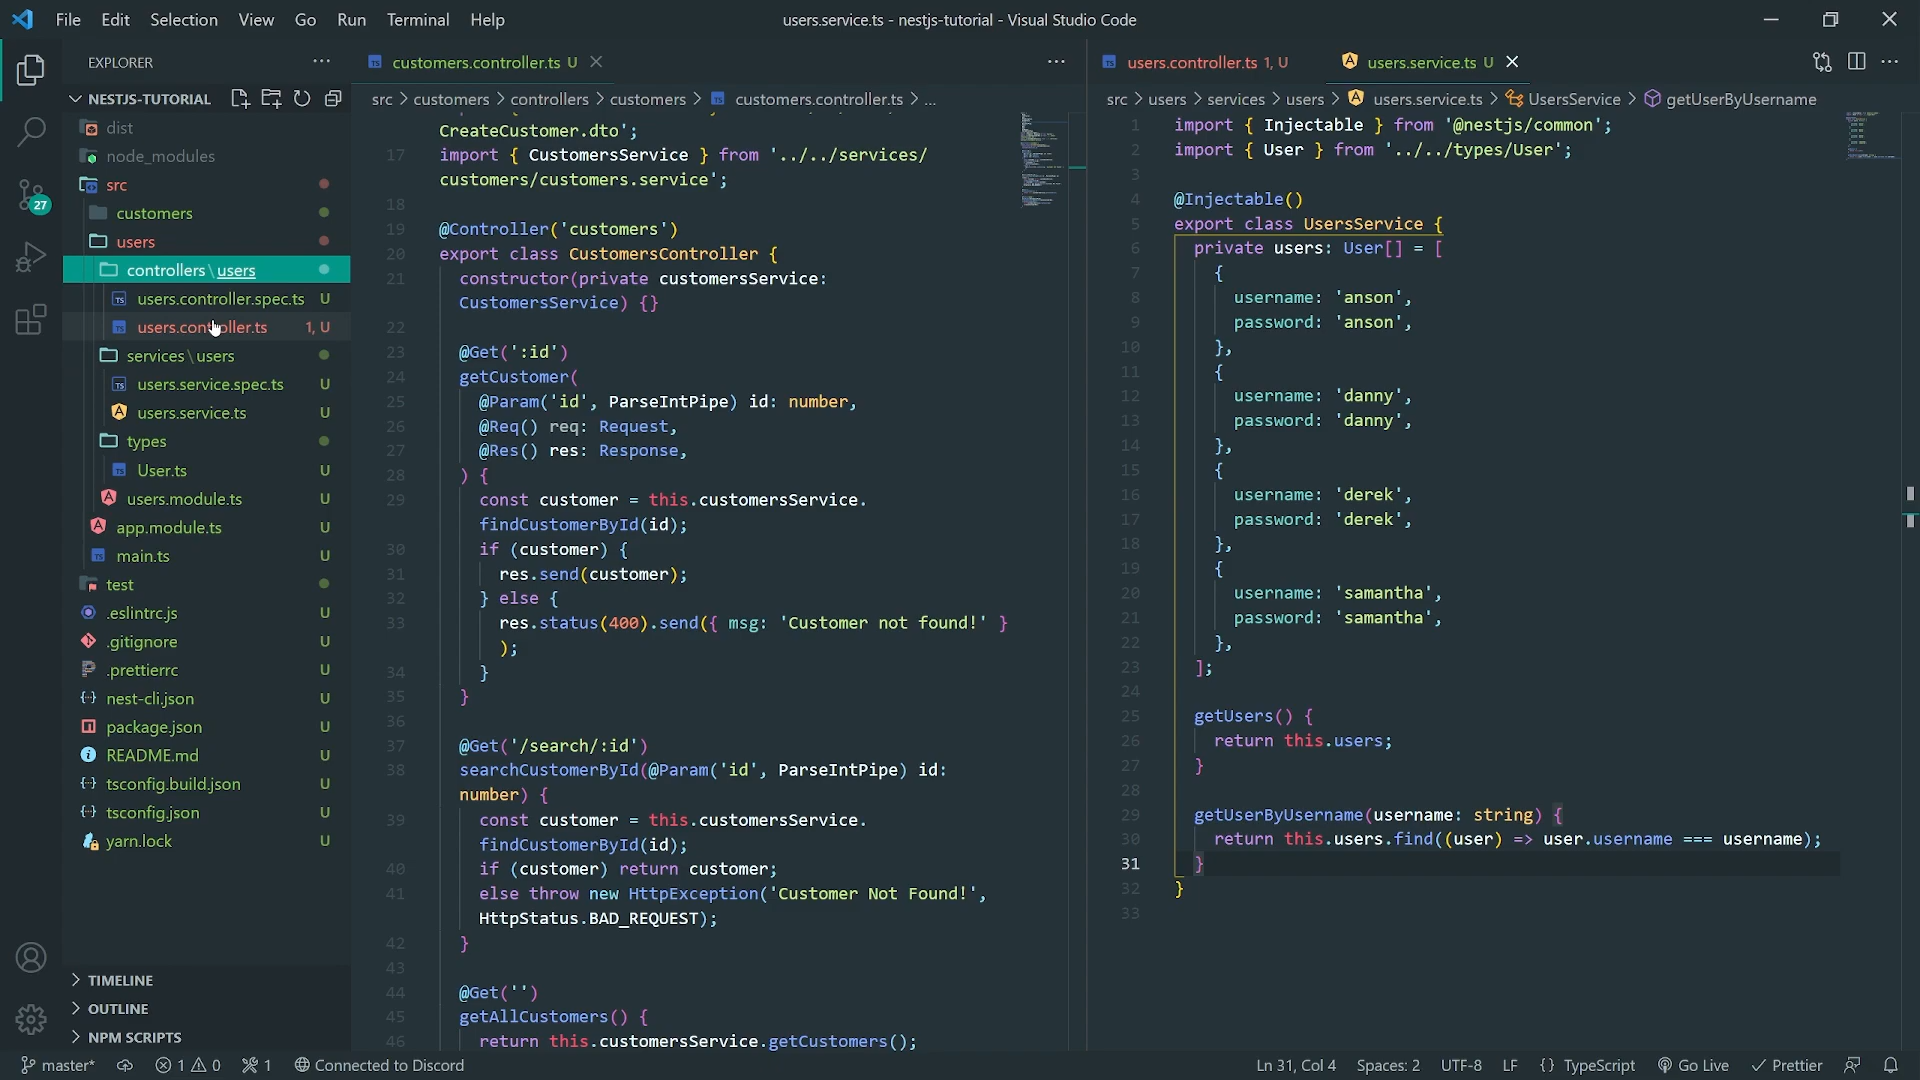 File Edit Selection View Go Run Terminal Help
users.service.ts - nestjs-tutorial - Visual Studio Code
EXPLORER
NESTJS-TUTORIAL
dist
node_modules
src
customers
users
controllers\users
users.controller.spec.ts U
users.controller.ts 1, U
services\users
users.service.spec.ts U
users.service.ts U
types
User.ts U
users.module.ts U
app.module.ts U
main.ts U
test
.eslintrc.js U
.gitignore U
.prettierrc U
nest-cli.json U
package.json U
README.md U
tsconfig.build.json U
tsconfig.json U
yarn.lock U
TIMELINE
OUTLINE
NPM SCRIPTS
27
customers.controller.ts U
src > customers > controllers > customers > customers.controller.ts > ...
CreateCustomer.dto';
17 import { CustomersService } from '../../services/
customers/customers.service';
18
19 @Controller('customers')
20 export class CustomersController {
21 constructor(private customersService:
CustomersService) {}
22
23 @Get(':id')
24 getCustomer(
25 @Param('id', ParseIntPipe) id: number,
26 @Req() req: Request,
27 @Res() res: Response,
28 ) {
29 const customer = this.customersService.
findCustomerById(id);
30 if (customer) {
31 res.send(customer);
32 } else {
33 res.status(400).send({ msg: 'Customer not found!' }
);
34 }
35 }
36
37 @Get('/search/:id')
38 searchCustomerById(@Param('id', ParseIntPipe) id:
number) {
39 const customer = this.customersService.
findCustomerById(id);
40 if (customer) return customer;
41 else throw new HttpException('Customer Not Found!',
HttpStatus.BAD_REQUEST);
42 }
43
44 @Get('')
45 getAllCustomers() {
46 return this.customersService.getCustomers();
users.controller.ts 1, U users.service.ts U
src > users > services > users > users.service.ts > UsersService > getUserByUsername
1 import { Injectable } from '@nestjs/common';
2 import { User } from '../../types/User';
3
4 @Injectable()
5 export class UsersService {
6 private users: User[] = [
7 {
8 username: 'anson',
9 password: 'anson',
10 },
11 {
12 username: 'danny',
13 password: 'danny',
14 },
15 {
16 username: 'derek',
17 password: 'derek',
18 },
19 {
20 username: 'samantha',
21 password: 'samantha',
22 },
23 ];
24
25 getUsers() {
26 return this.users;
27 }
28
29 getUserByUsername(username: string) {
30 return this.users.find((user) => user.username === username);
31 }
32 }
33
master* 1 0 1 Connected to Discord
Ln 31, Col 4 Spaces: 2 UTF-8 LF {} TypeScript Go Live Prettier